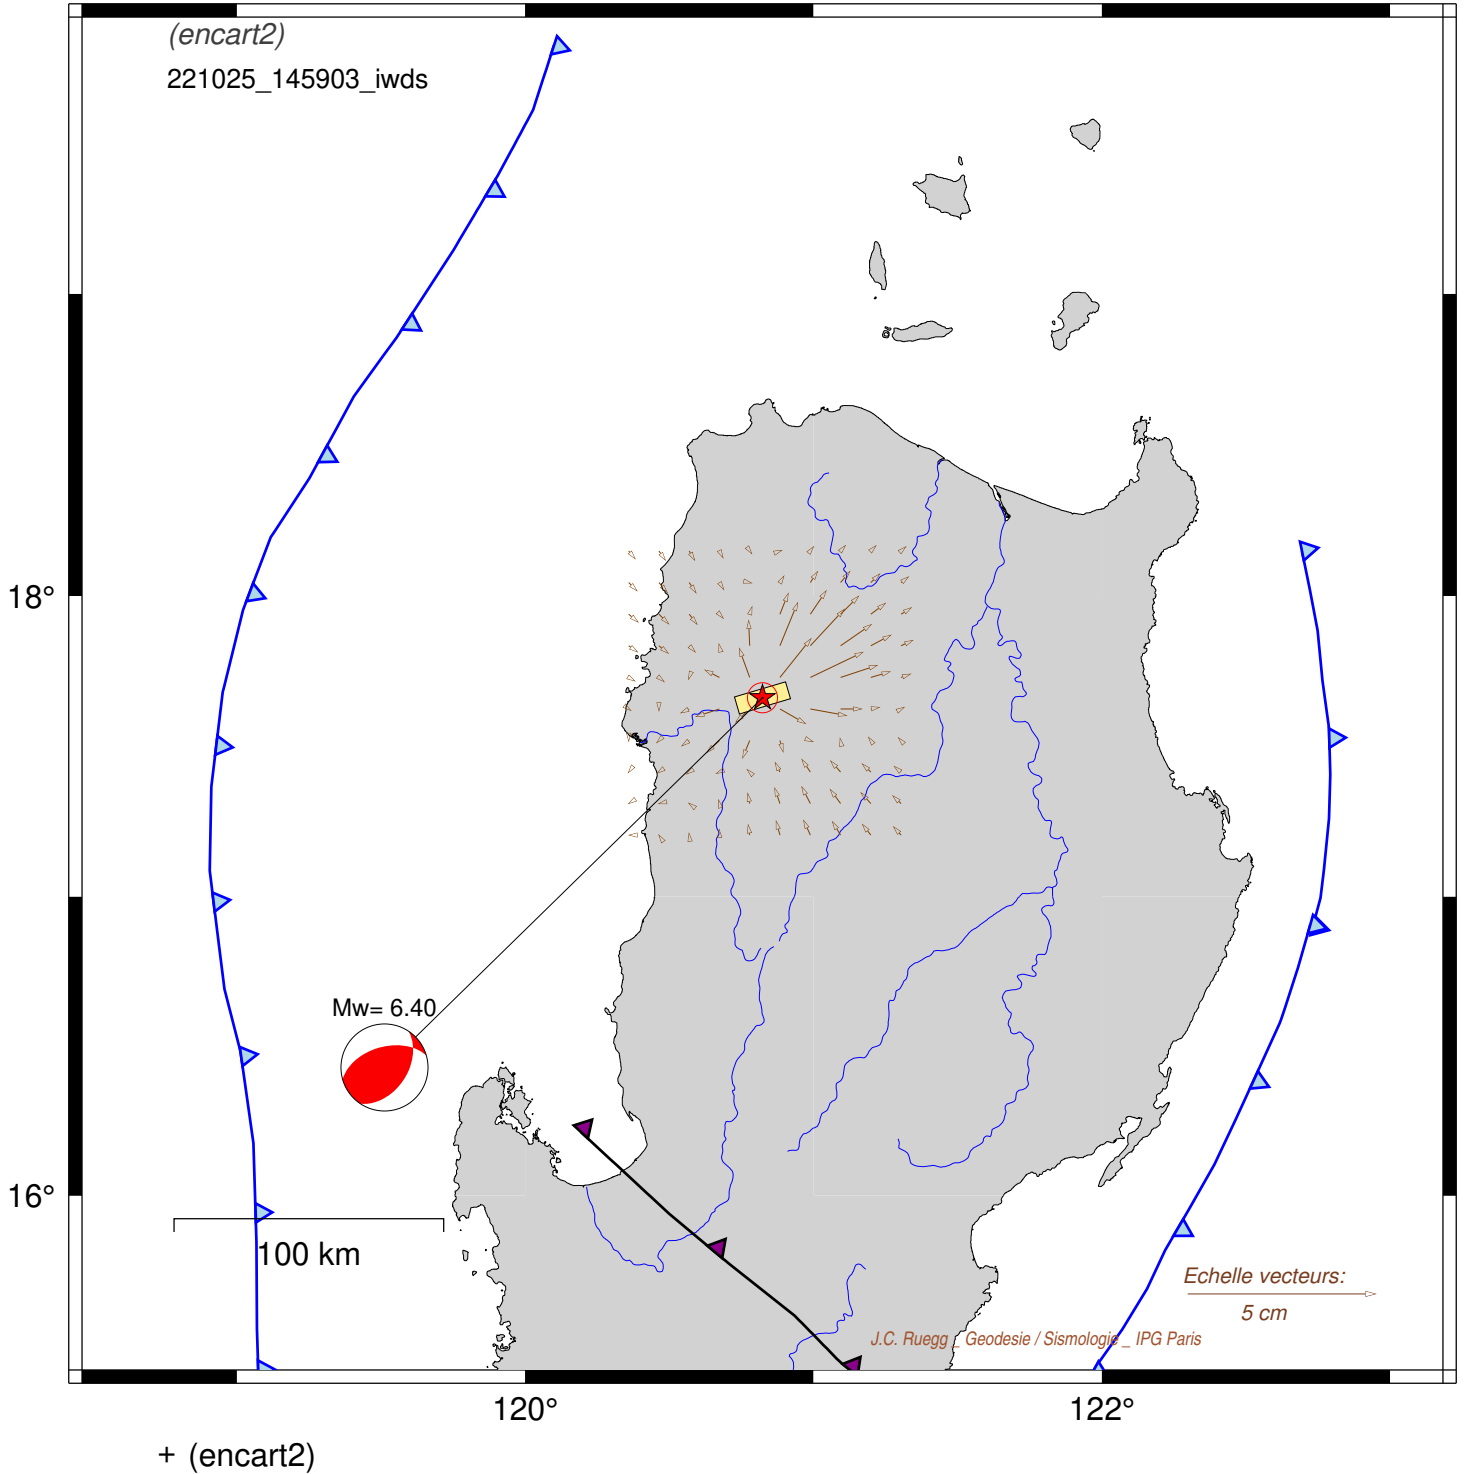 (encart2)
221025_145903_iwds
18°
Mw= 6.40
16°
100 km
Echelle vecteurs:
5 cm
J.C. Ruegg _ Geodesie / Sismologie _ IPG Paris
120°
122°
+ (encart2)